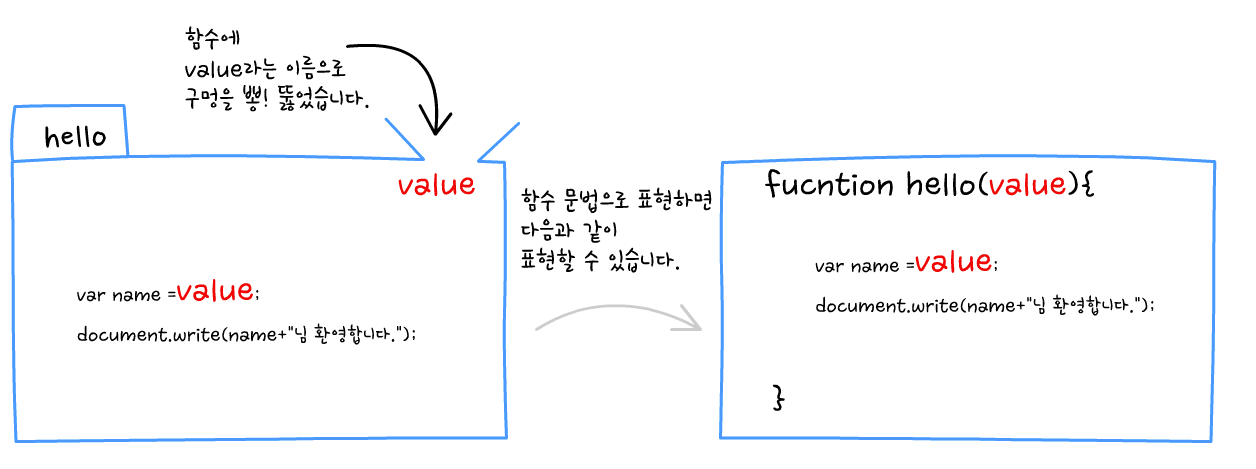 함수에
value라는 이름으로
구멍을 뽕! 뚫었습니다.
hello
value
var name =value;
document.write(name+"님 환영합니다.");
함수 문법으로 표현하면
다음과 같이
표현할 수 있습니다.
fucntion hello(value){
var name =value;
document.write(name+"님 환영합니다.");
}